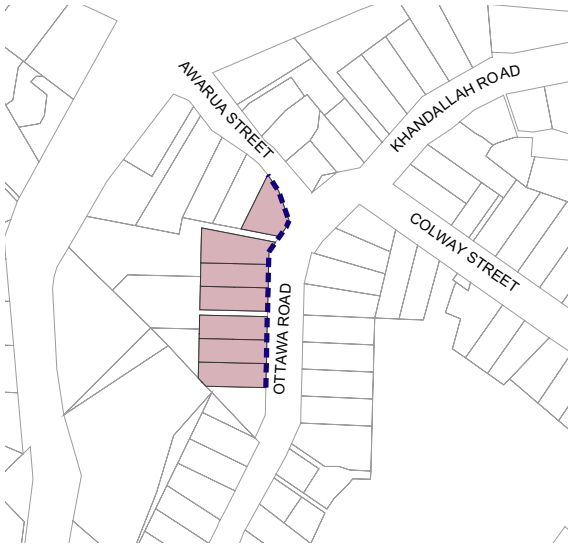 AWARUA STREET
KHANDALLAH ROAD
COLWAY STREET
OTTAWA ROAD